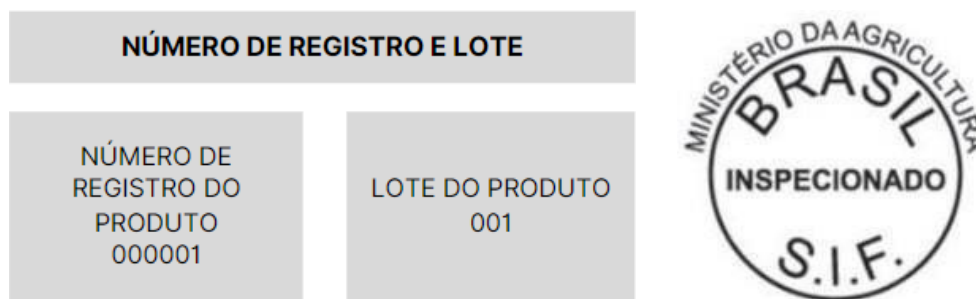 NÚMERO DE REGISTRO E LOTE
NÚMERO DE
REGISTRO DO
PRODUTO
000001
LOTE DO PRODUTO
001
MINISTÉRIO DA AGRICULTURA
BRASIL
INSPECIONADO
S.I.F.